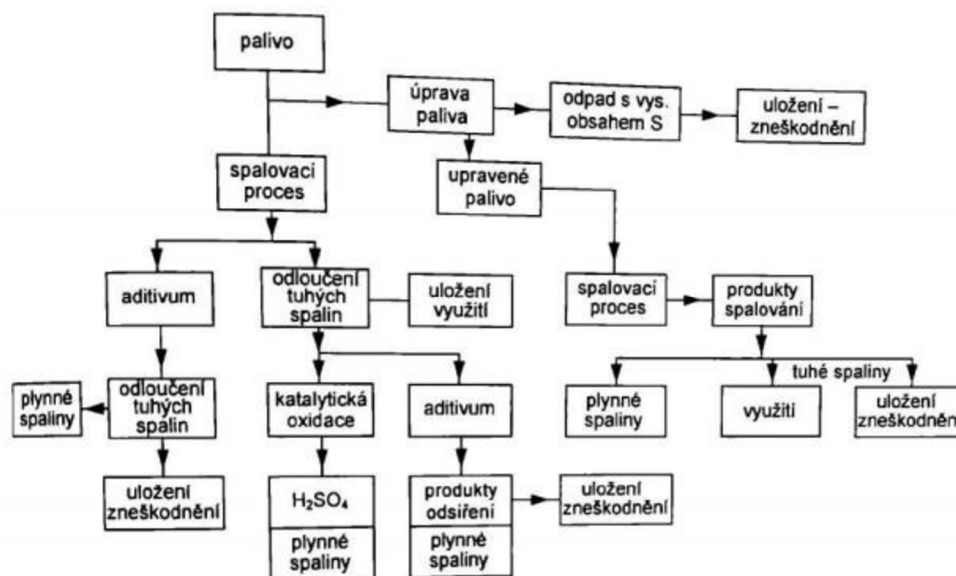 palivo
úprava
paliva
odpad s vys.
obsahem S
uložení –
zneškodnění
spalovací
proces
upravené
palivo
aditivum
odloučení
tuhých
spalin
uložení
využití
spalovací
proces
produkty
spalování
tuhé spaliny
plynné
spaliny
odloučení
tuhých
spalin
katalytická
oxidace
aditivum
plynné
spaliny
využití
uložení
zneškodněn
uložení
zneškodnění
H₂SO₄
plynné
spaliny
produkty
odsíření
plynné
spaliny
uložení
zneškodnění